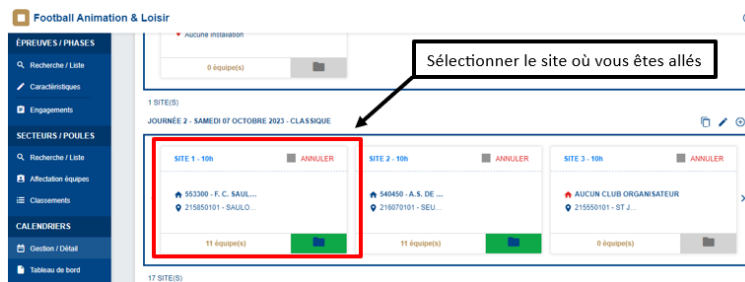 Football Animation & Loisir
ÉPREUVES / PHASES
Recherche / Liste
Caractéristiques
Engagements
SECTEURS / POULES
Recherche / Liste
Affectation équipes
Classements
CALENDRIERS
Gestion / Détail
Tableau de bord
Aucune installation
0 équipe(s)
Sélectionner le site où vous êtes allés
1 SITE(S)
JOURNÉE 2 - SAMEDI 07 OCTOBRE 2023 - CLASSIQUE
SITE 1 - 10h ANNULER
553300 - F. C. SAUL...
215850101 - SAULO...
11 équipe(s)
SITE 2 - 10h ANNULER
540450 - A.S. DE ...
216070101 - SEU...
11 équipe(s)
SITE 3 - 10h ANNULER
AUCUN CLUB ORGANISATEUR
215550101 - ST J...
0 équipe(s)
17 SITE(S)